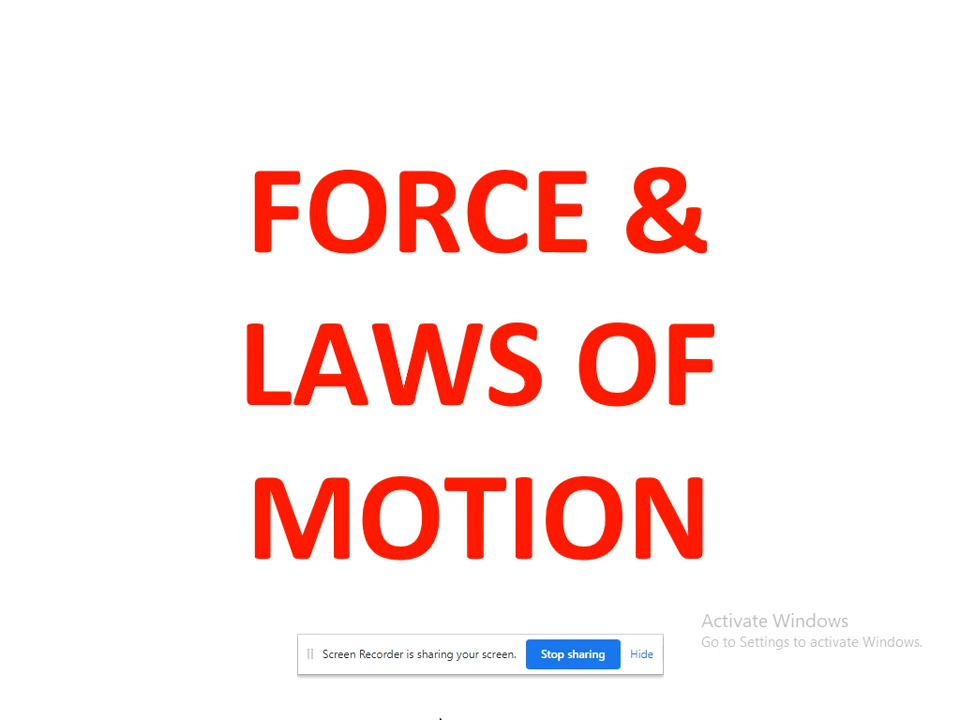 FORCE &
LAWS OF
MOTION
Activate Windows
Go to Settings to activate Windows.
Screen Recorder is sharing your screen. Stop sharing Hide